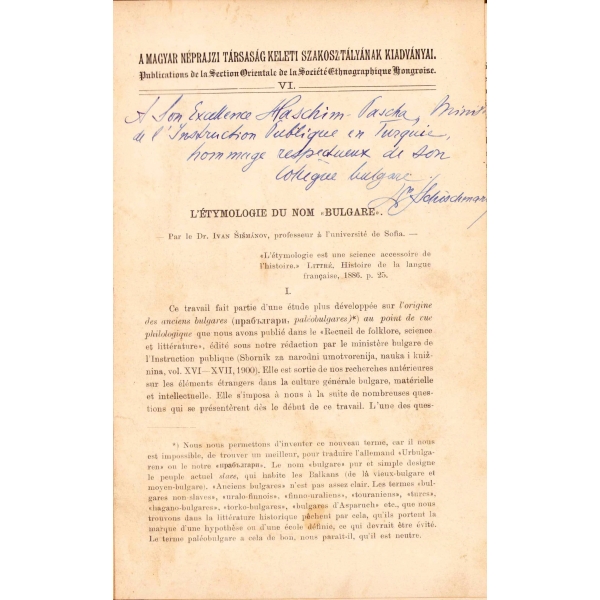 A MAGYAR NÉPRAJZI TÁRSASÁG KELETI SZAKOSZTÁLYÁNAK KIADVÁNYAI.
Publications de la Section Orientale de la Société Ethnographique Hongroise.
VI.
A Son Excellence Haschim-Pascha, Minis
de l'Instruction Publique en Turquie,
hommage respectueux de son
collègue bulgare.
Schischmanov
L'ÉTYMOLOGIE DU NOM «BULGARE».
— Par le Dr. IVAN ŠIŠMÁNOV, professeur à l'université de Sofia. —
«L'étymologie est une science accessoire de
l'histoire.» LITTRÉ, Histoire de la langue
française, 1886. p. 25.
I.
Ce travail fait partie d'une étude plus développée sur l'origine
des anciens bulgares (прабългари, paléobulgares)*) au point de vue
philologique que nous avons publié dans le «Recueil de folklore, science
et littérature», édité sous notre rédaction par le ministère bulgare de
l'Instruction publique (Sbornik za narodni umotvorenija, nauka i kniž-
nina, vol. XVI—XVII, 1900). Elle est sortie de nos recherches antérieures
sur les éléments étrangers dans la culture générale bulgare, matérielle
et intellectuelle. Elle s'imposa à nous à la suite de nombreuses ques-
tions qui se présentèrent dès le début de ce travail. L'une des ques-
*) Nous nous permettons d'inventer ce nouveau terme, car il nous
est impossible, de trouver un meilleur, pour traduire l'allemand «Urbulga-
ren» ou le notre «прабългари». Le nom «bulgare» pur et simple designe
le peuple actuel slave, qui habite les Balkans (de là vieux-bulgare et
moyen-bulgare). «Anciens bulgares» n'est pas assez clair. Les termes «bul-
gares non-slaves», «uralo-finnois», «finno-uraliens», «touraniens», «turcs»,
«hagano-bulgares», «torko-bulgares», «bulgares d'Asparuch» etc., que nous
trouvons dans la littérature historique pèchent par cela, qu'ils portent la
marque d'une hypothèse ou d'une école définie, ce qui devrait être évité.
Le terme paléobulgare a cela de bon, nous paraît-il, qu'il est neutre.